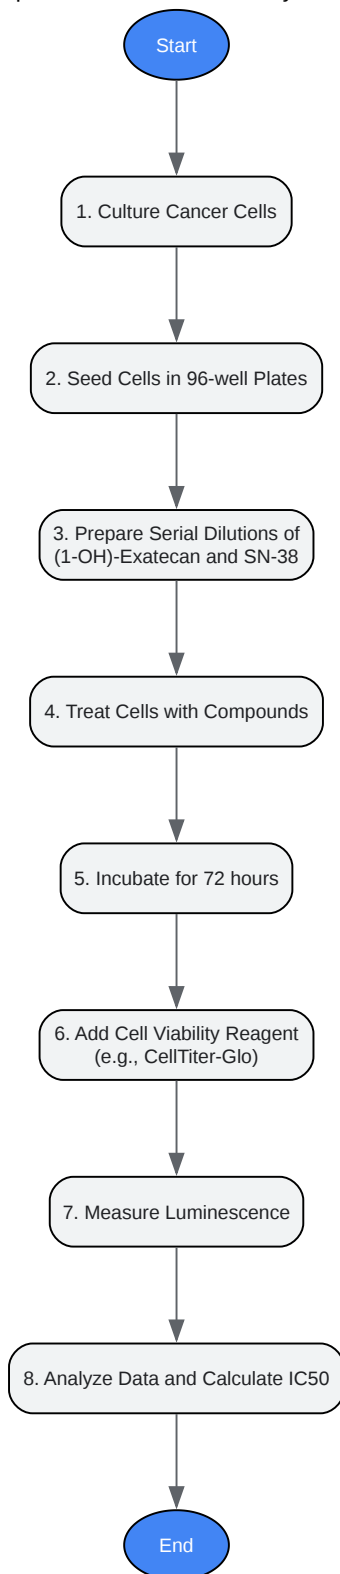 Start
1. Culture Cancer Cells
2. Seed Cells in 96-well Plates
3. Prepare Serial Dilutions of
(1-OH)-Exatecan and SN-38
4. Treat Cells with Compounds
5. Incubate for 72 hours
6. Add Cell Viability Reagent
(e.g., CellTiter-Glo)
7. Measure Luminescence
8. Analyze Data and Calculate IC50
End